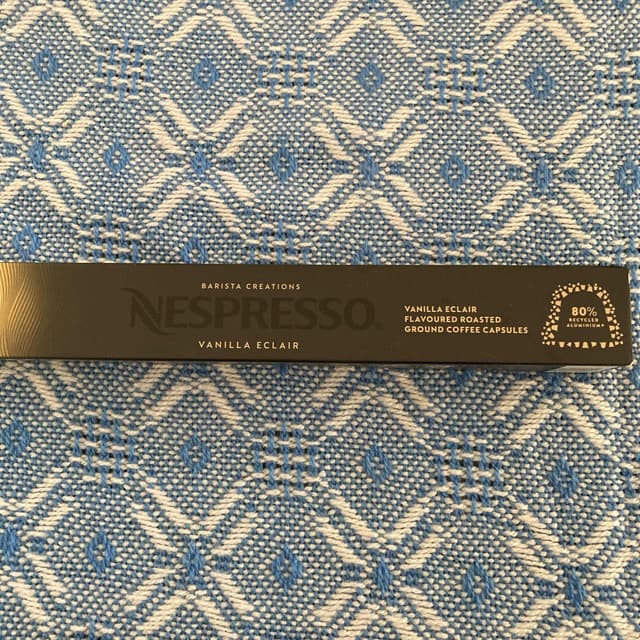 BARISTA CREATIONS
NESPRESSO.
VANILLA ECLAIR
VANILLA ECLAIR
FLAVOURED ROASTED
GROUND COFFEE CAPSULES
80%
RECYCLED
ALUMINIUM*